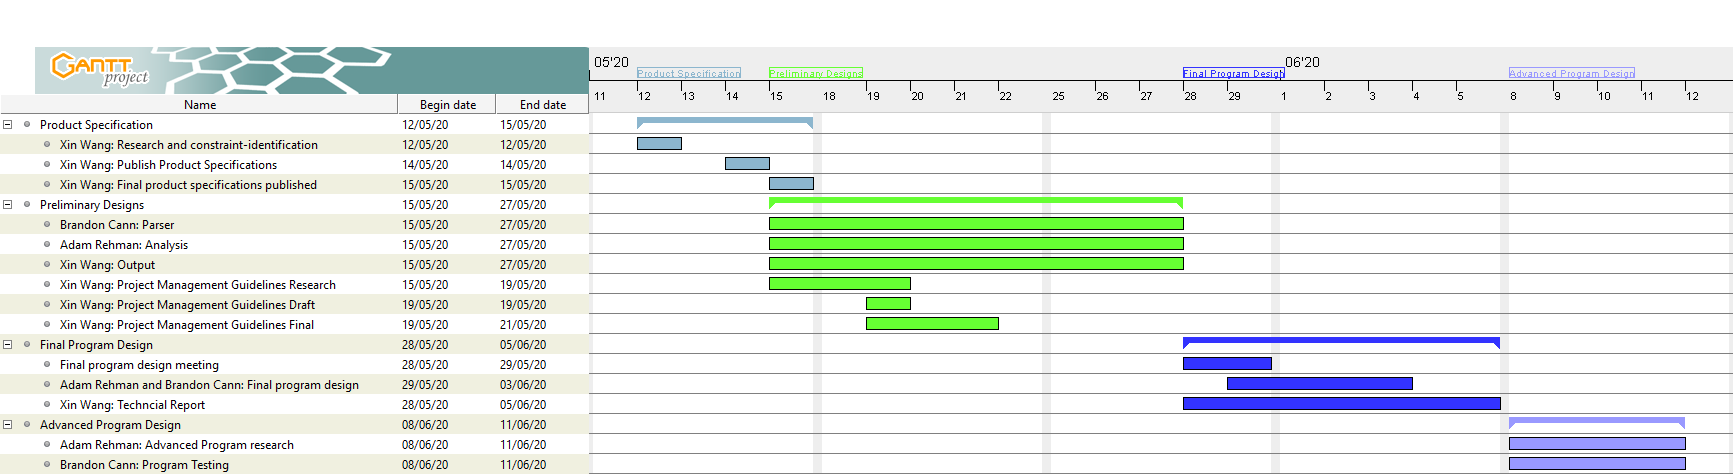 GANTT
project
05'20
06'20
Product Specification
Preliminary Designs
Final Program Design
Advanced Program Design
11 12 13 14 15 18 19 20 21 22 25 26 27 28 29 1 2 3 4 5 8 9 10 11 12
Name Begin date End date
Product Specification 12/05/20 15/05/20
Xin Wang: Research and constraint-identification 12/05/20 12/05/20
Xin Wang: Publish Product Specifications 14/05/20 14/05/20
Xin Wang: Final product specifications published 15/05/20 15/05/20
Preliminary Designs 15/05/20 27/05/20
Brandon Cann: Parser 15/05/20 27/05/20
Adam Rehman: Analysis 15/05/20 27/05/20
Xin Wang: Output 15/05/20 27/05/20
Xin Wang: Project Management Guidelines Research 15/05/20 19/05/20
Xin Wang: Project Management Guidelines Draft 19/05/20 19/05/20
Xin Wang: Project Management Guidelines Final 19/05/20 21/05/20
Final Program Design 28/05/20 05/06/20
Final program design meeting 28/05/20 29/05/20
Adam Rehman and Brandon Cann: Final program design 29/05/20 03/06/20
Xin Wang: Techncial Report 28/05/20 05/06/20
Advanced Program Design 08/06/20 11/06/20
Adam Rehman: Advanced Program research 08/06/20 11/06/20
Brandon Cann: Program Testing 08/06/20 11/06/20